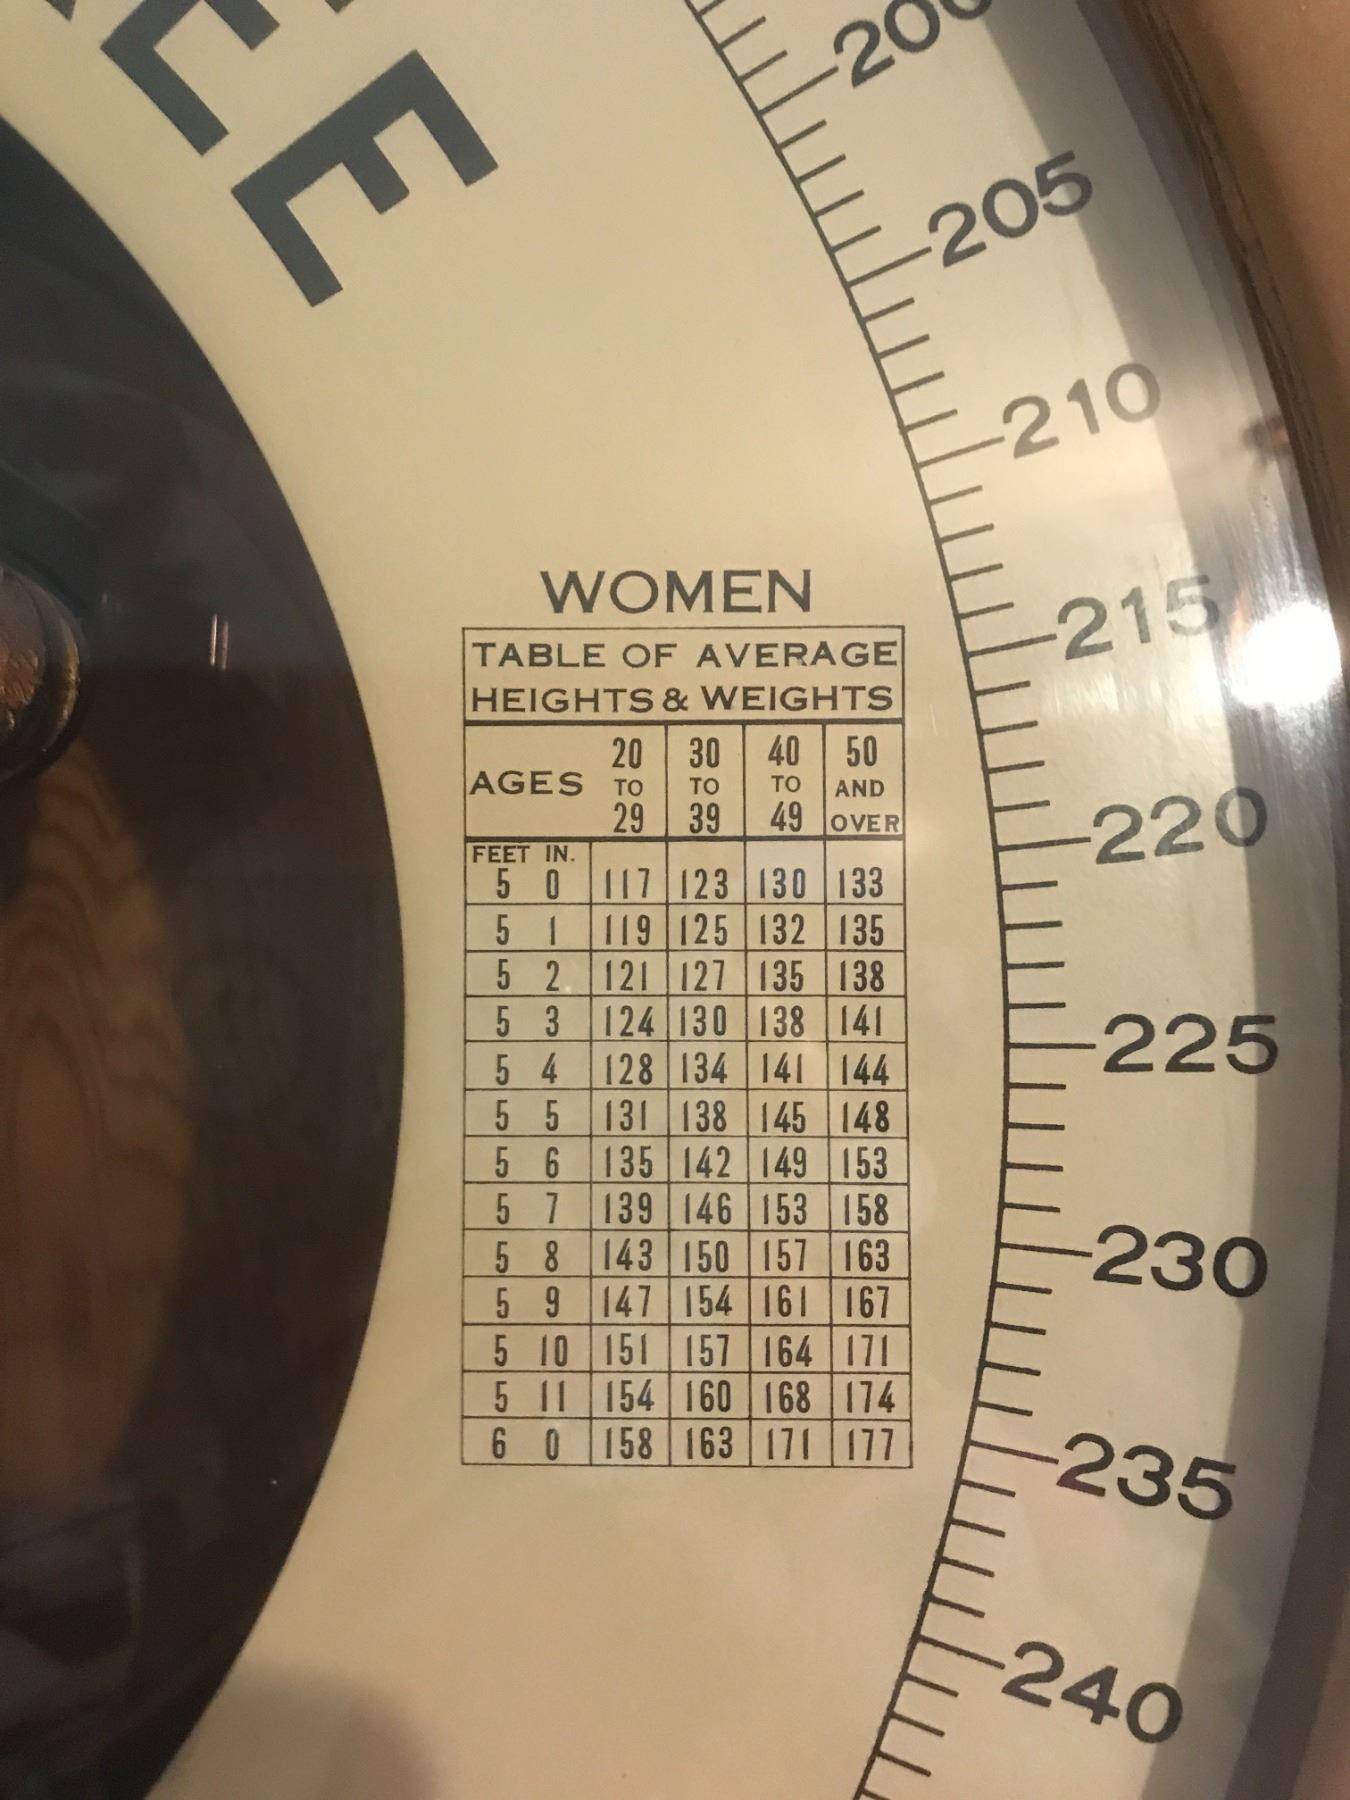 WOMEN
TABLE OF AVERAGE
HEIGHTS & WEIGHTS
AGES 20 TO 29 30 TO 39 40 TO 49 50 AND OVER
FEET IN.
5 0 117 123 130 133
5 1 119 125 132 135
5 2 121 127 135 138
5 3 124 130 138 141
5 4 128 134 141 144
5 5 131 138 145 148
5 6 135 142 149 153
5 7 139 146 153 158
5 8 143 150 157 163
5 9 147 154 161 167
5 10 151 157 164 171
5 11 154 160 168 174
6 0 158 163 171 177
200
205
210
215
220
225
230
235
240